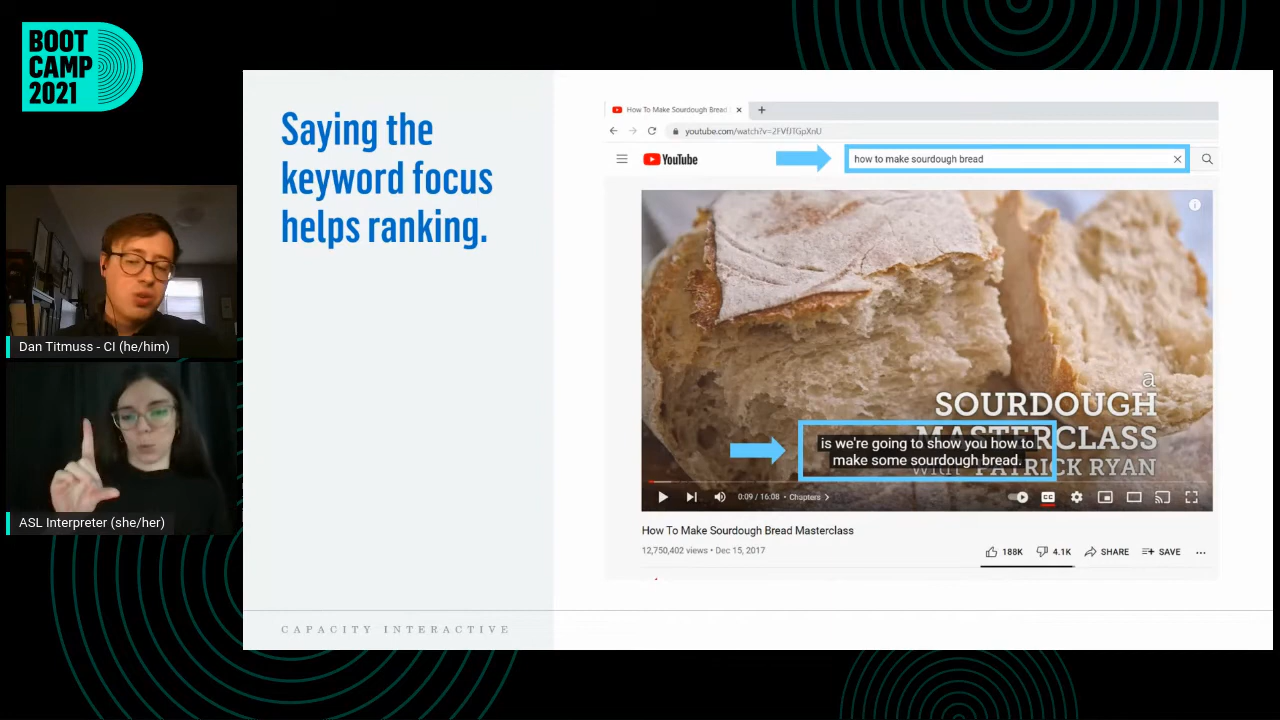 BOOT
CAMP
2021
Saying the
keyword focus
helps ranking.
How To Make Sourdough Bread
youtube.com/watch?v=2FVfJTGpXnU
YouTube
how to make sourdough bread
a
SOURDOUGH
MASTERCLASS
WITH PATRICK RYAN
is we're going to show you how to
make some sourdough bread.
0:09 / 16:08 • Chapters
CC
How To Make Sourdough Bread Masterclass
12,750,402 views • Dec 15, 2017
188K
4.1K
SHARE
SAVE
Dan Titmuss - CI (he/him)
ASL Interpreter (she/her)
CAPACITY INTERACTIVE